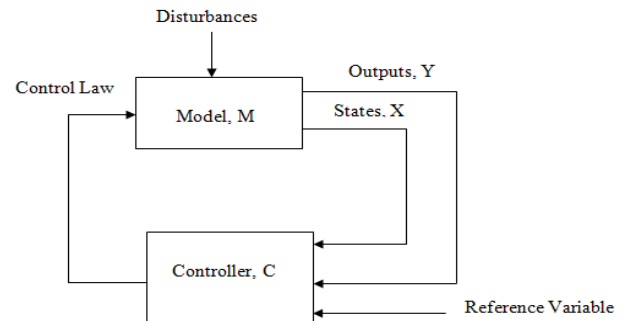 Disturbances
Outputs, Y
Control Law
States. X
Model, M
Controller, C
Reference Variable